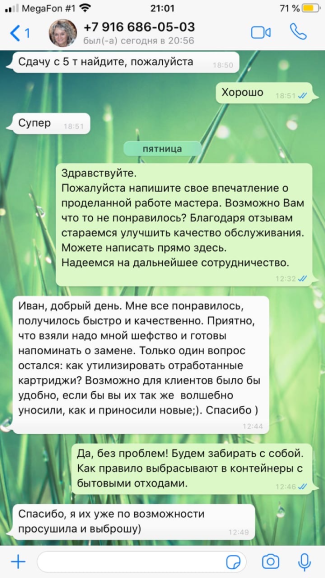 MegaFon #1
21:01
71 %
1
+7 916 686-05-03
был(-а) сегодня в 20:56
Сдачу с 5 т найдите, пожалуйста
18:50
Хорошо
18:51
Супер
18:51
пятница
Здравствуйте.
Пожалуйста напишите свое впечатление о
проделанной работе мастера. Возможно Вам
что то не понравилось? Благодаря отзывам
стараемся улучшить качество обслуживания.
Можете написать прямо здесь.
Надеемся на дальнейшее сотрудничество.
12:32
Иван, добрый день. Мне все понравилось,
получилось быстро и качественно. Приятно,
что взяли надо мной шефство и готовы
напоминать о замене. Только один вопрос
остался: как утилизировать отработанные
картриджи? Возможно для клиентов было бы
удобно, если бы вы их так же  волшебно
уносили, как и приносили новые;). Спасибо )
12:44
Да, без проблем! Будем забирать с собой.
Как правило выбрасывают в контейнеры с
бытовыми отходами.
12:46
Спасибо, я их уже по возможности
просушила и выброшу)
12:49